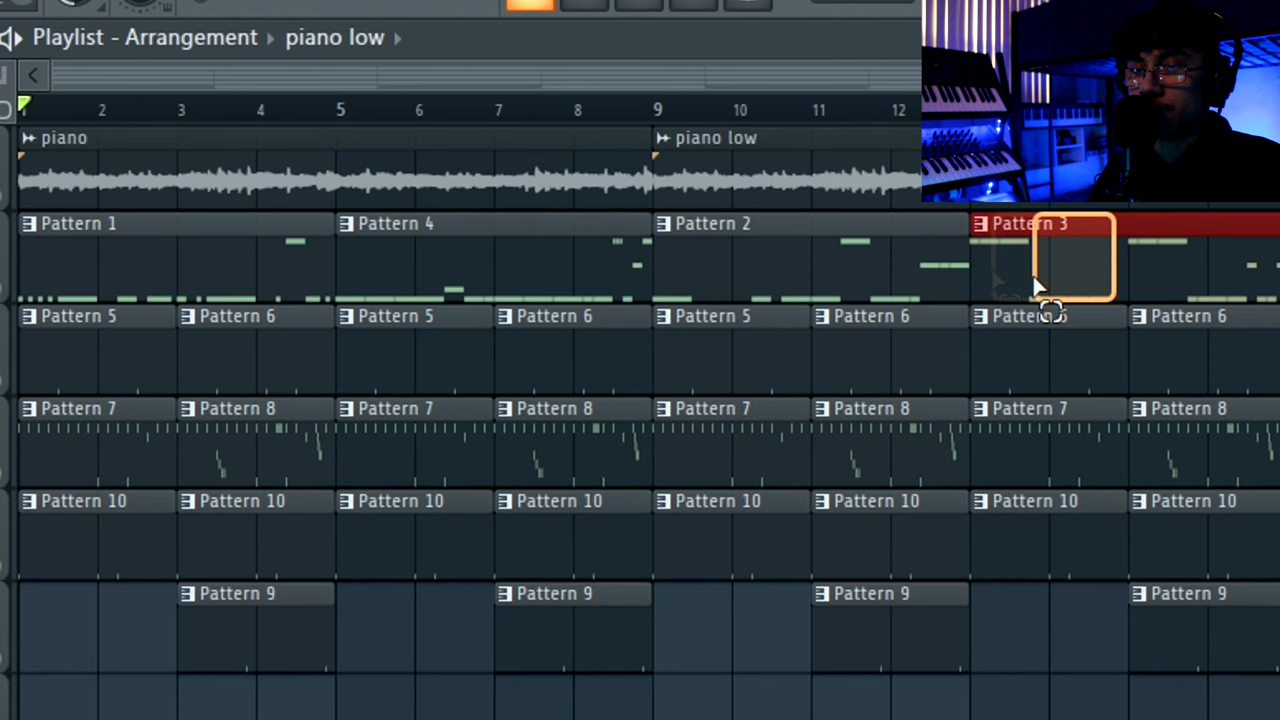 Playlist - Arrangement ▸ piano low ▸
1 2 3 4 5 6 7 8 9 10 11 12
piano piano low
Pattern 1 Pattern 4 Pattern 2 Pattern 3
Pattern 5 Pattern 6 Pattern 5 Pattern 6 Pattern 5 Pattern 6 Pattern 5 Pattern 6
Pattern 7 Pattern 8 Pattern 7 Pattern 8 Pattern 7 Pattern 8 Pattern 7 Pattern 8
Pattern 10 Pattern 10 Pattern 10 Pattern 10 Pattern 10 Pattern 10 Pattern 10 Pattern 10
Pattern 9 Pattern 9 Pattern 9 Pattern 9